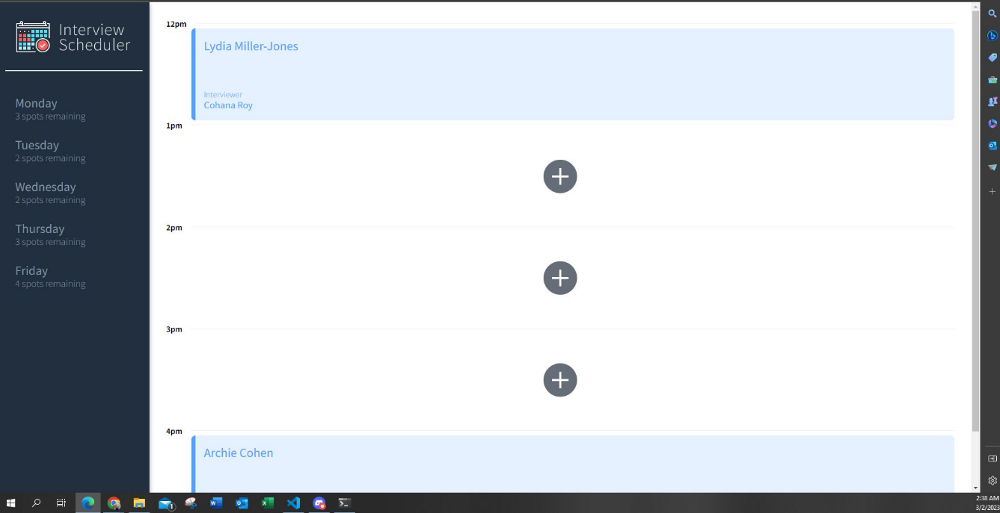 Interview
Scheduler
Monday
3 spots remaining
Tuesday
2 spots remaining
Wednesday
2 spots remaining
Thursday
3 spots remaining
Friday
4 spots remaining
12pm
Lydia Miller-Jones
Interviewer
Cohana Roy
1pm
2pm
3pm
4pm
Archie Cohen
1
2:38 AM
3/2/2023